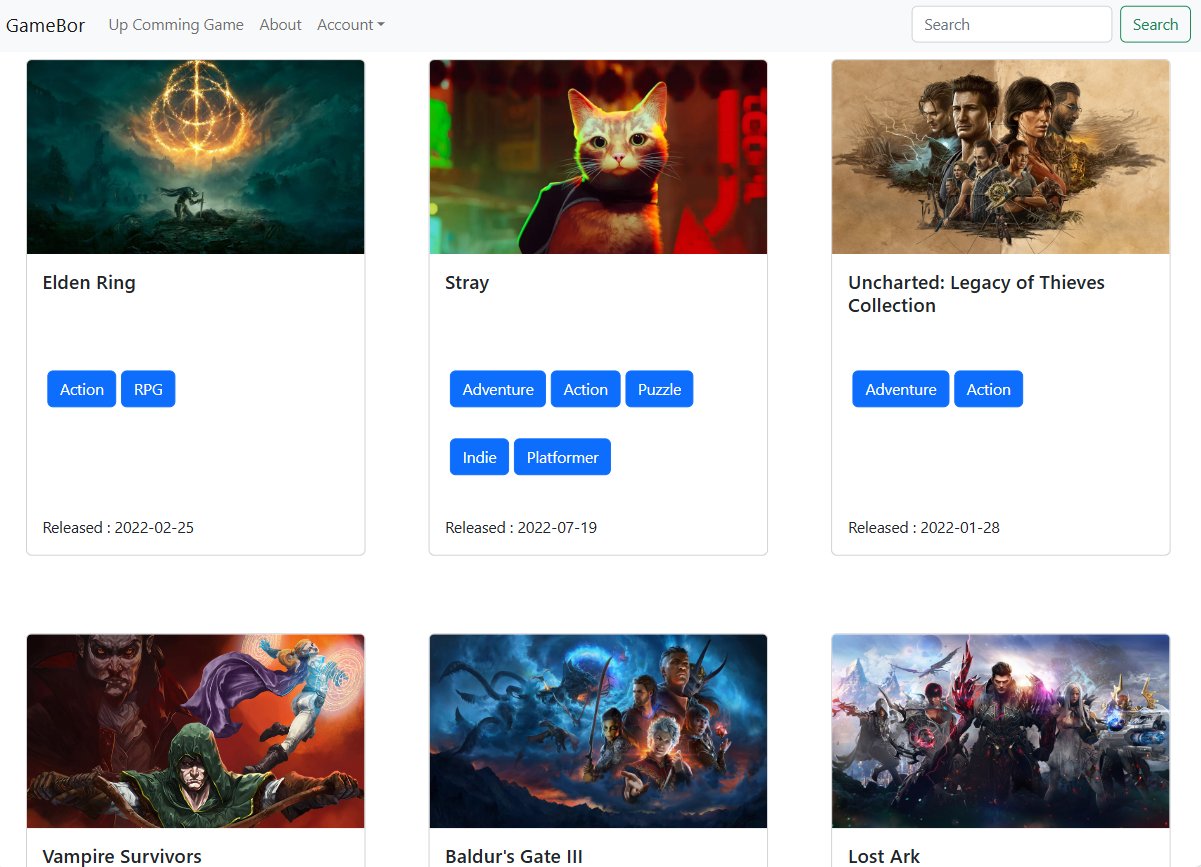 GameBor Up Comming Game About Account Search Search
Elden Ring
Action RPG
Released : 2022-02-25
Stray
Adventure Action Puzzle
Indie Platformer
Released : 2022-07-19
Uncharted: Legacy of Thieves
Collection
Adventure Action
Released : 2022-01-28
Vampire Survivors
Baldur's Gate III
Lost Ark